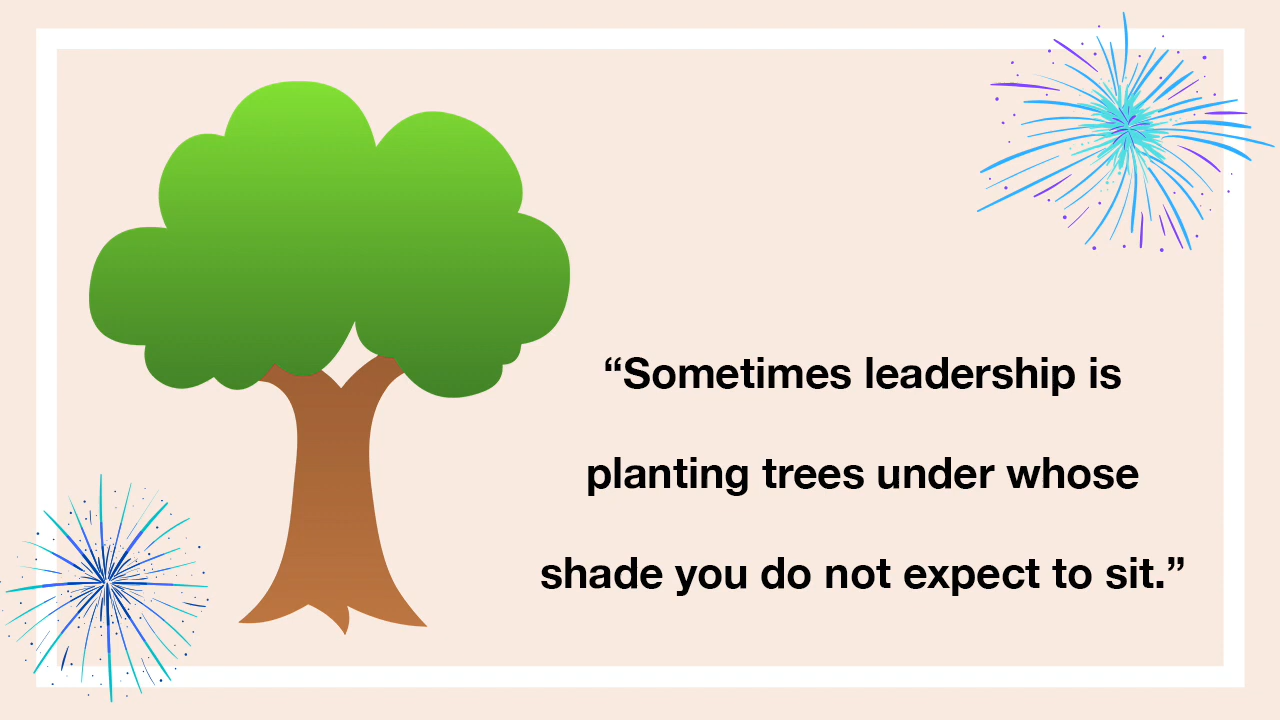 “Sometimes leadership is
planting trees under whose
shade you do not expect to sit.”